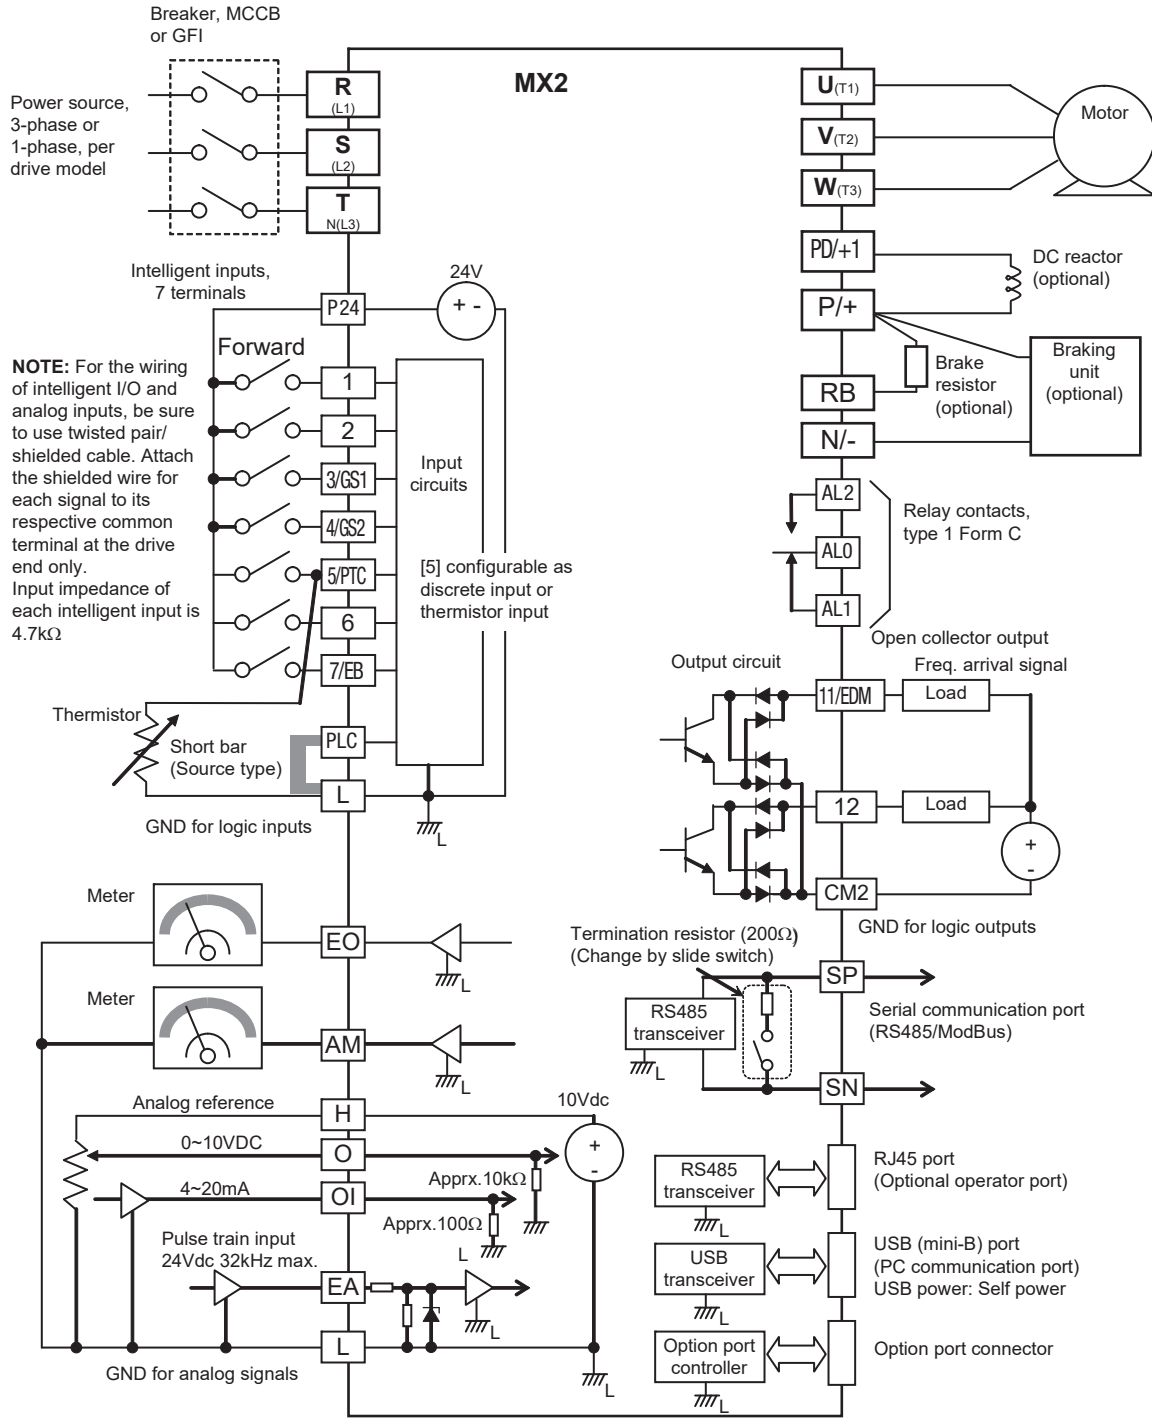 Breaker, MCCB
or GFI
MX2
Power source,
3-phase or
1-phase, per
drive model
R
(L1)
S
(L2)
T
N(L3)
U(T1)
V(T2)
W(T3)
Motor
PD/+1
P/+
DC reactor
(optional)
RB
Brake
resistor
(optional)
Braking
unit
(optional)
N/-
Intelligent inputs,
7 terminals
24V
P24
+ -
Forward
NOTE: For the wiring
of intelligent I/O and
analog inputs, be sure
to use twisted pair/
shielded cable. Attach
the shielded wire for
each signal to its
respective common
terminal at the drive
end only.
Input impedance of
each intelligent input is
4.7kΩ
1
2
3/GS1
4/GS2
5/PTC
6
7/EB
Input
circuits
[5] configurable as
discrete input or
thermistor input
Thermistor
Short bar
(Source type)
PLC
L
L
GND for logic inputs
AL2
AL0
AL1
Relay contacts,
type 1 Form C
Open collector output
Output circuit
Freq. arrival signal
11/EDM
Load
12
Load
+
-
CM2
GND for logic outputs
Meter
EO
L
Meter
AM
L
Termination resistor (200Ω)
(Change by slide switch)
RS485
transceiver
L
SP
Serial communication port
(RS485/ModBus)
SN
Analog reference
H
10Vdc
+
-
0~10VDC
O
Apprx.10kΩ
4~20mA
OI
Apprx.100Ω
L
Pulse train input
24Vdc 32kHz max.
EA
L
L
GND for analog signals
L
RS485
transceiver
L
RJ45 port
(Optional operator port)
USB
transceiver
L
USB (mini-B) port
(PC communication port)
USB power: Self power
Option port
controller
L
Option port connector